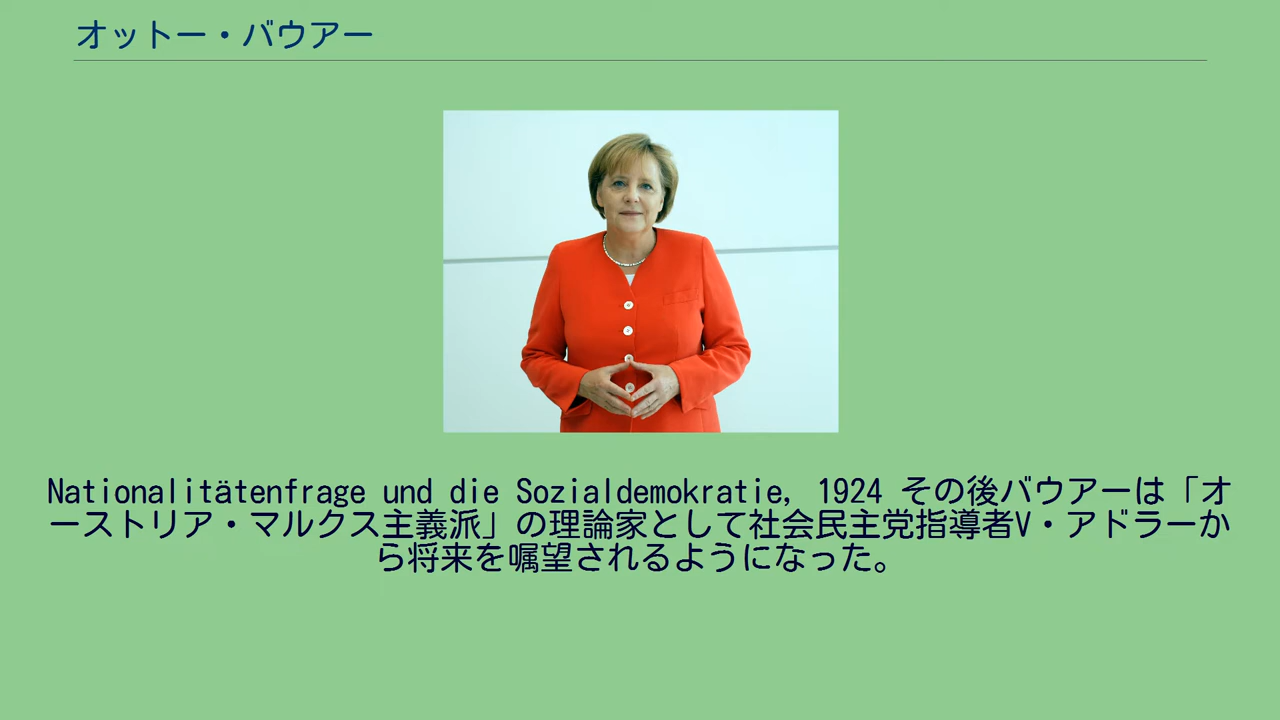 オットー・バウアー
Nationalitätenfrage und die Sozialdemokratie, 1924 その後バウアーは「オ
ーストリア・マルクス主義派」の理論家として社会民主党指導者V・アドラーか
ら将来を嘱望されるようになった。